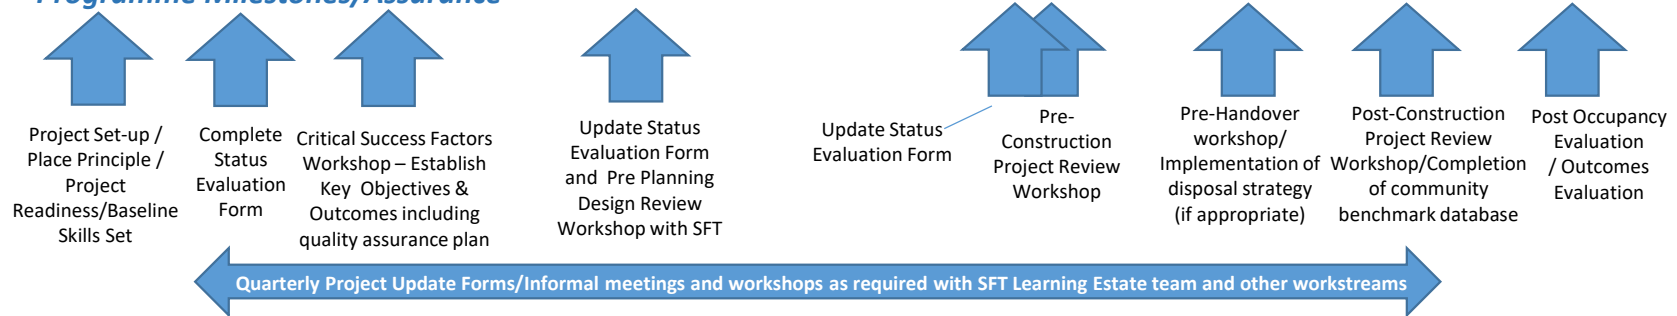 Programme Milestones/Assurance
Project Set-up /
Place Principle /
Project
Readiness/Baseline
Skills Set
Complete
Status
Evaluation
Form
Critical Success Factors
Workshop – Establish
Key Objectives &
Outcomes including
quality assurance plan
Update Status
Evaluation Form
and Pre Planning
Design Review
Workshop with SFT
Update Status
Evaluation Form
Pre-
Construction
Project Review
Workshop
Pre-Handover
workshop/
Implementation of
disposal strategy
(if appropriate)
Post-Construction
Project Review
Workshop/Completion
of community
benchmark database
Post Occupancy
Evaluation
/ Outcomes
Evaluation
Quarterly Project Update Forms/Informal meetings and workshops as required with SFT Learning Estate team and other workstreams